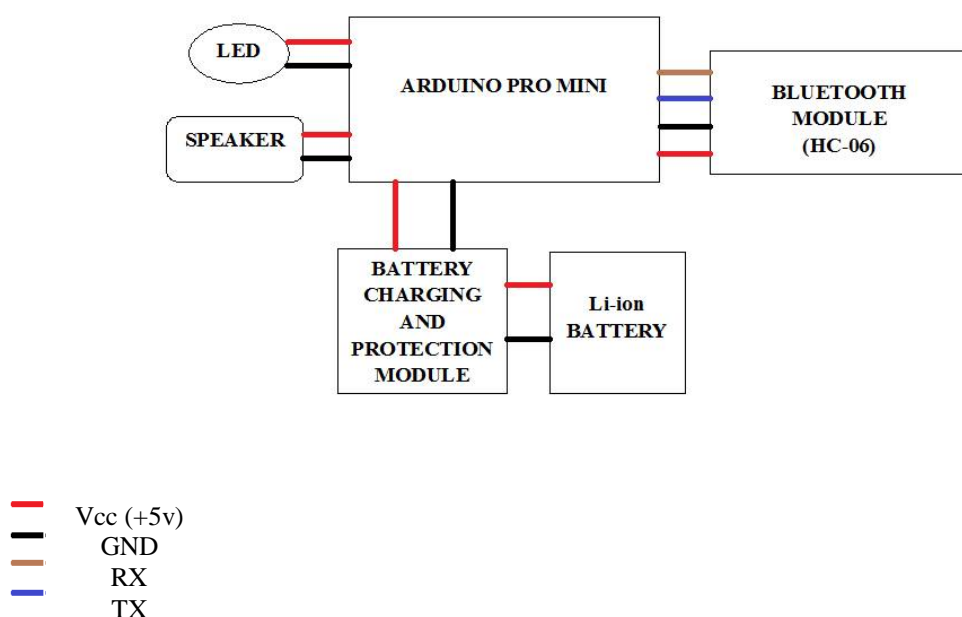 LED
ARDUINO PRO MINI
SPEAKER
BLUETOOTH
MODULE
(HC-06)
BATTERY
CHARGING
AND
PROTECTION
MODULE
Li-ion
BATTERY
Vcc (+5v)
GND
RX
TX